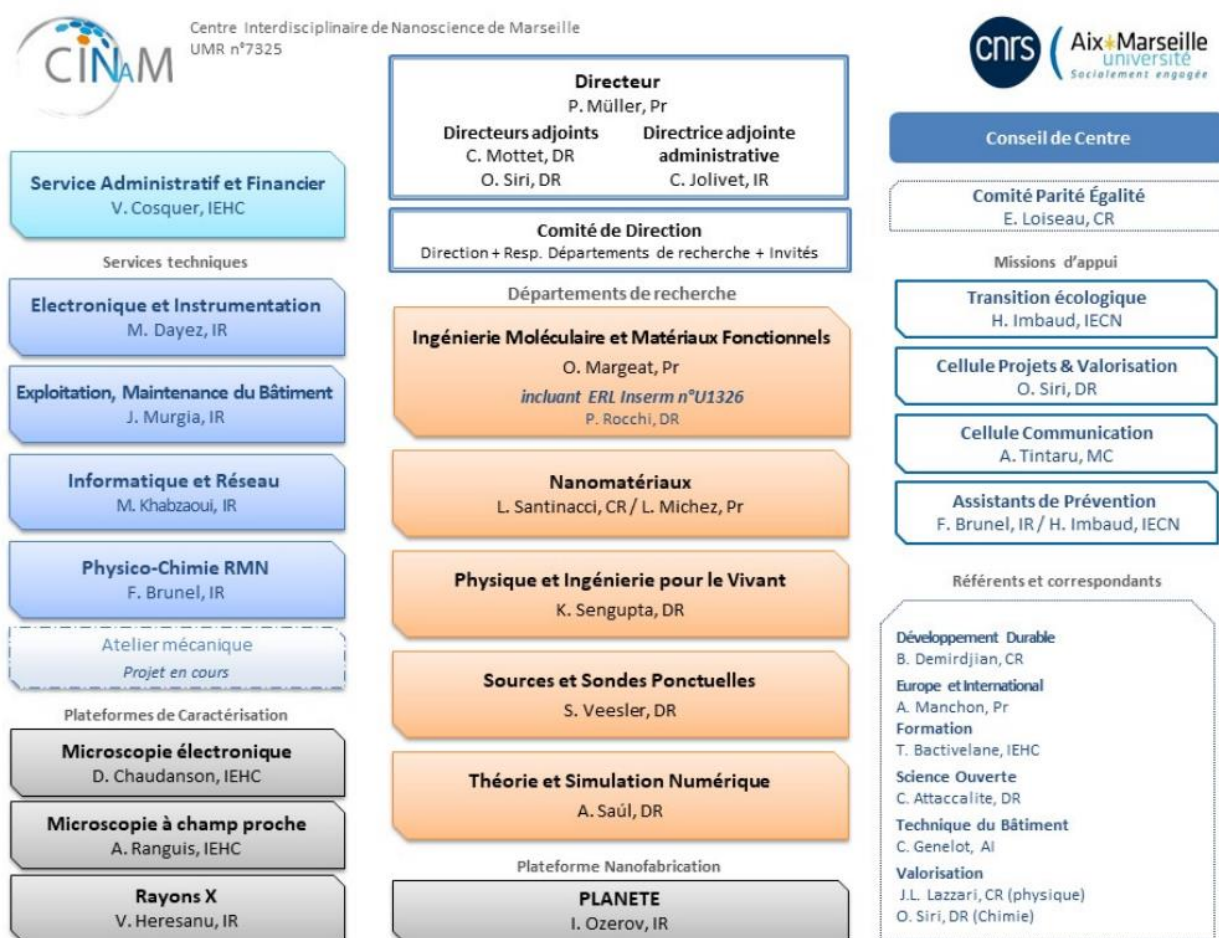 CINaM
Centre Interdisciplinaire de Nanoscience de Marseille
UMR n°7325
cnrs
Aix*Marseille
université
Socialement engagée
Directeur
P. Müller, Pr
Directeurs adjoints
C. Mottet, DR
O. Siri, DR
Directrice adjointe
administrative
C. Jolivet, IR
Comité de Direction
Direction + Resp. Départements de recherche + Invités
Service Administratif et Financier
V. Cosquer, IEHC
Services techniques
Electronique et Instrumentation
M. Dayez, IR
Exploitation, Maintenance du Bâtiment
J. Murgia, IR
Informatique et Réseau
M. Khabzaoui, IR
Physico-Chimie RMN
F. Brunel, IR
Atelier mécanique
Projet en cours
Plateformes de Caractérisation
Microscopie électronique
D. Chaudanson, IEHC
Microscopie à champ proche
A. Ranguis, IEHC
Rayons X
V. Heresanu, IR
Départements de recherche
Ingénierie Moléculaire et Matériaux Fonctionnels
O. Margeat, Pr
incluant ERL Inserm n°U1326
P. Rocchi, DR
Nanomatériaux
L. Santinacci, CR / L. Michez, Pr
Physique et Ingénierie pour le Vivant
K. Sengupta, DR
Sources et Sondes Ponctuelles
S. Veesler, DR
Théorie et Simulation Numérique
A. Saúl, DR
Plateforme Nanofabrication
PLANETE
I. Ozerov, IR
Conseil de Centre
Comité Parité Égalité
E. Loiseau, CR
Missions d'appui
Transition écologique
H. Imbaud, IECN
Cellule Projets & Valorisation
O. Siri, DR
Cellule Communication
A. Tintaru, MC
Assistants de Prévention
F. Brunel, IR / H. Imbaud, IECN
Référents et correspondants
Développement Durable
B. Demirdjian, CR
Europe et International
A. Manchon, Pr
Formation
T. Bactivelane, IEHC
Science Ouverte
C. Attaccalite, DR
Technique du Bâtiment
C. Genelot, AI
Valorisation
J.L. Lazzari, CR (physique)
O. Siri, DR (Chimie)